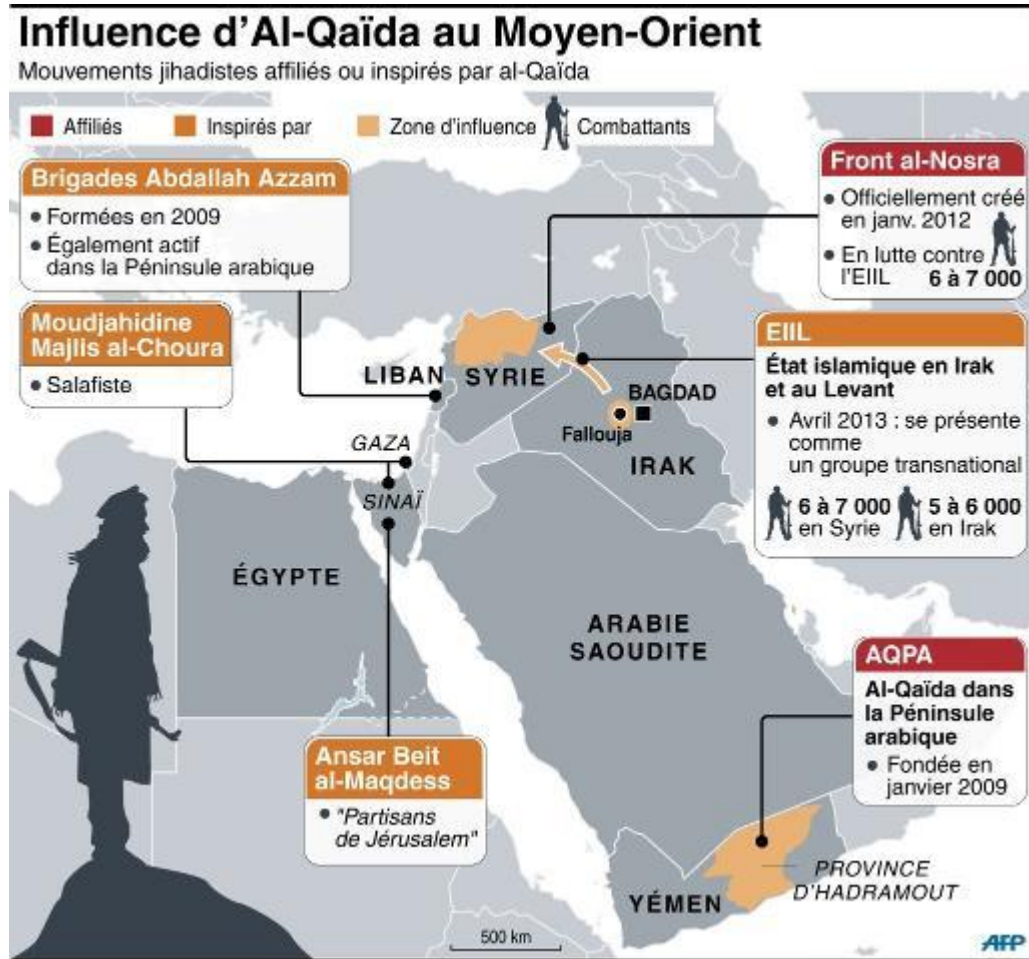 Influence d'Al-Qaïda au Moyen-Orient
Mouvements jihadistes affiliés ou inspirés par al-Qaïda
Affiliés
Inspirés par
Zone d'influence
Combattants
Brigades Abdallah Azzam
• Formées en 2009
• Également actif
dans la Péninsule arabique
Moudjahidine
Majlis al-Choura
• Salafiste
Front al-Nosra
• Officiellement créé
en janv. 2012
• En lutte contre
l'EIIL
6 à 7 000
EIIL
État islamique en Irak
et au Levant
• Avril 2013 : se présente
comme
un groupe transnational
6 à 7 000
en Syrie
5 à 6 000
en Irak
LIBAN
SYRIE
BAGDAD
Fallouja
IRAK
GAZA
SINAÏ
ÉGYPTE
ARABIE
SAOUDITE
AQPA
Al-Qaïda dans
la Péninsule
arabique
• Fondée en
janvier 2009
Ansar Beit
al-Maqdess
• "Partisans
de Jérusalem"
PROVINCE
D'HADRAMOUT
YÉMEN
500 km
AFP